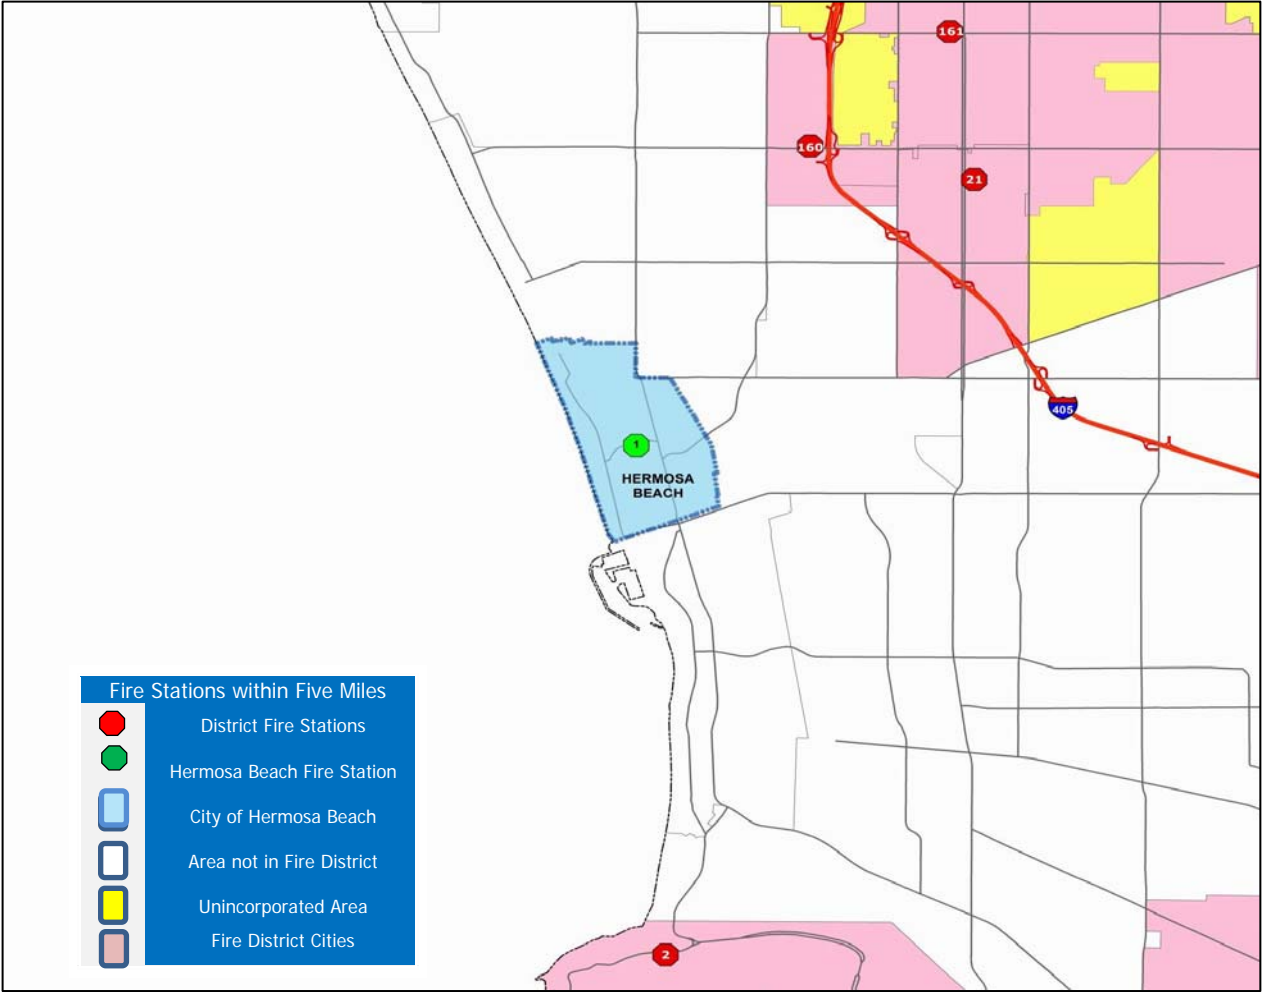 161
160
21
405
1
HERMOSA
BEACH
Fire Stations within Five Miles
District Fire Stations
Hermosa Beach Fire Station
City of Hermosa Beach
Area not in Fire District
Unincorporated Area
Fire District Cities
2